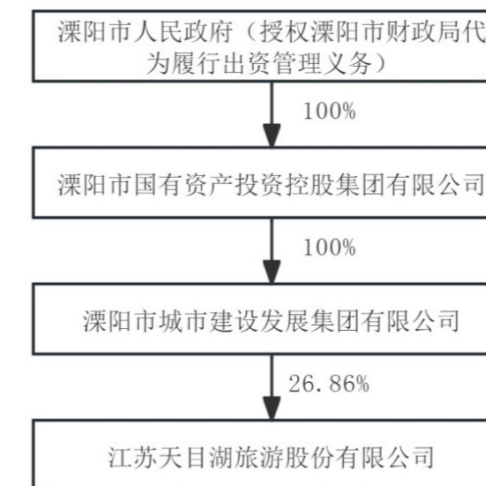 溧阳市人民政府（授权溧阳市财政局代
为履行出资管理义务）
100%
溧阳市国有资产投资控股集团有限公司
100%
溧阳市城市建设发展集团有限公司
26.86%
江苏天目湖旅游股份有限公司